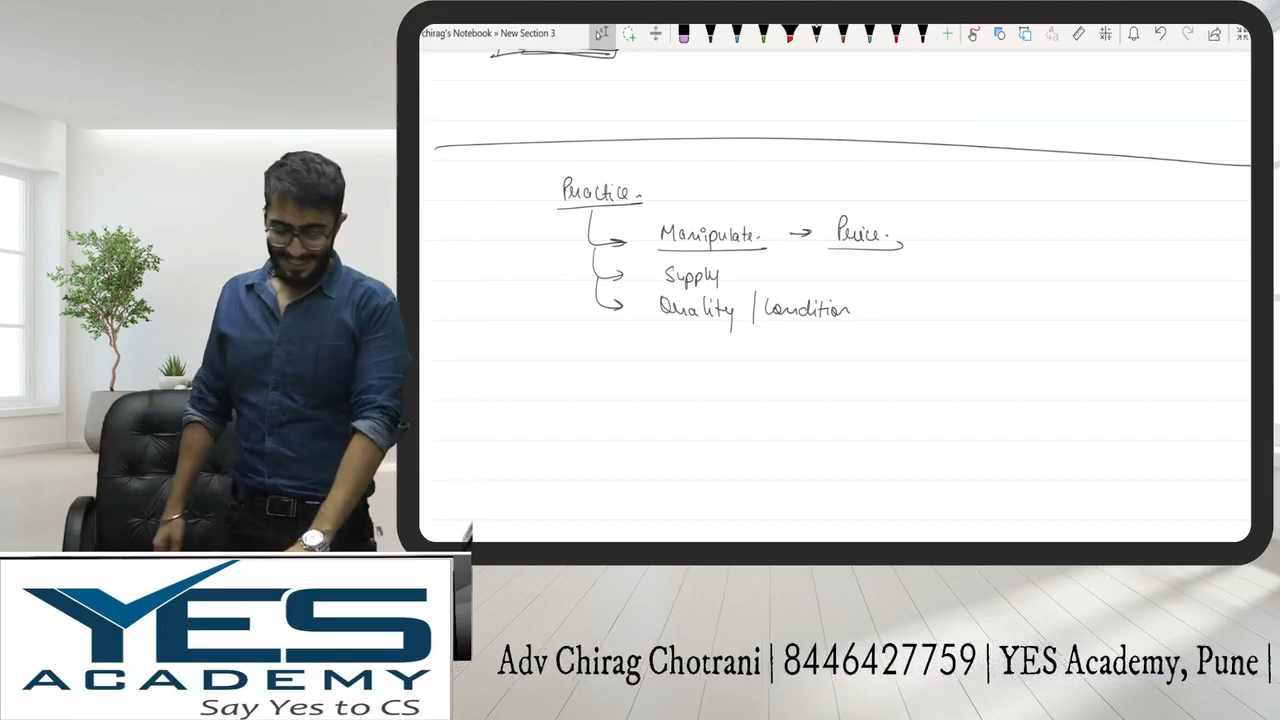 chirag's Notebook » New Section 3
Practice.
Manipulate. → Price.
Supply
Quality / Condition
YES
ACADEMY
Say Yes to CS
Adv Chirag Chotrani | 8446427759 | YES Academy, Pune |